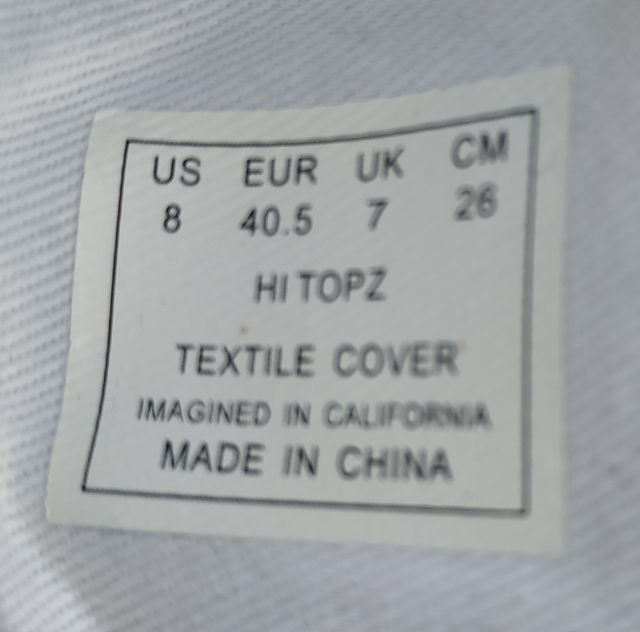 US EUR UK CM
8 40.5 7 26
HI TOPZ
TEXTILE COVER
IMAGINED IN CALIFORNIA
MADE IN CHINA